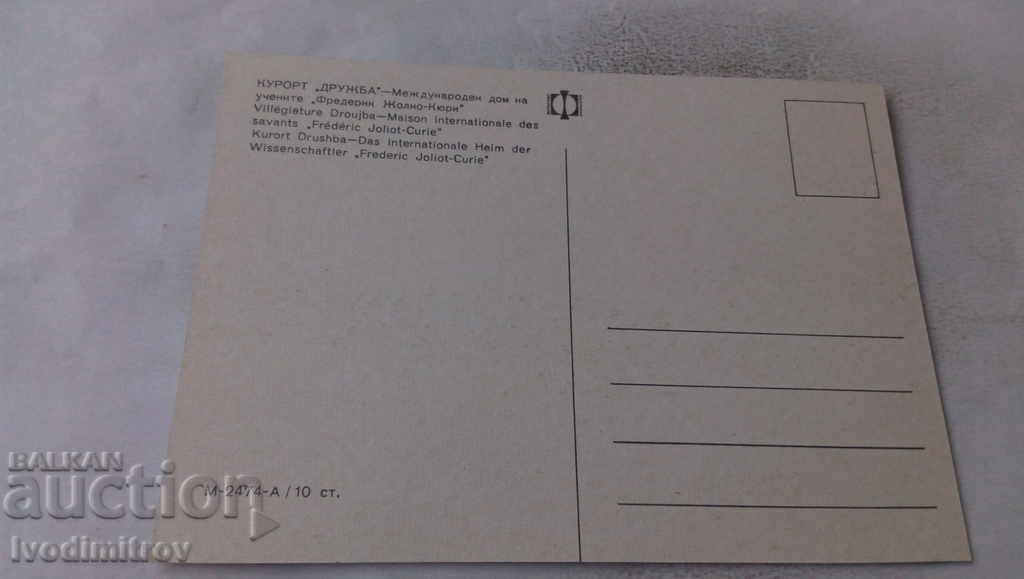 КУРОРТ „ДРУЖБА"—Международен дом на
учените „Фредерик Жолио-Кюри"
Villégiature Droujba—Maison internationale des
savants „Frédéric Joliot-Curie"
Kurort Drushba—Das internationale Heim der
Wissenschaftler „Frederic Joliot-Curie"
М-2474-А / 10 ст.
BALKAN
auction
Ivodimitroy